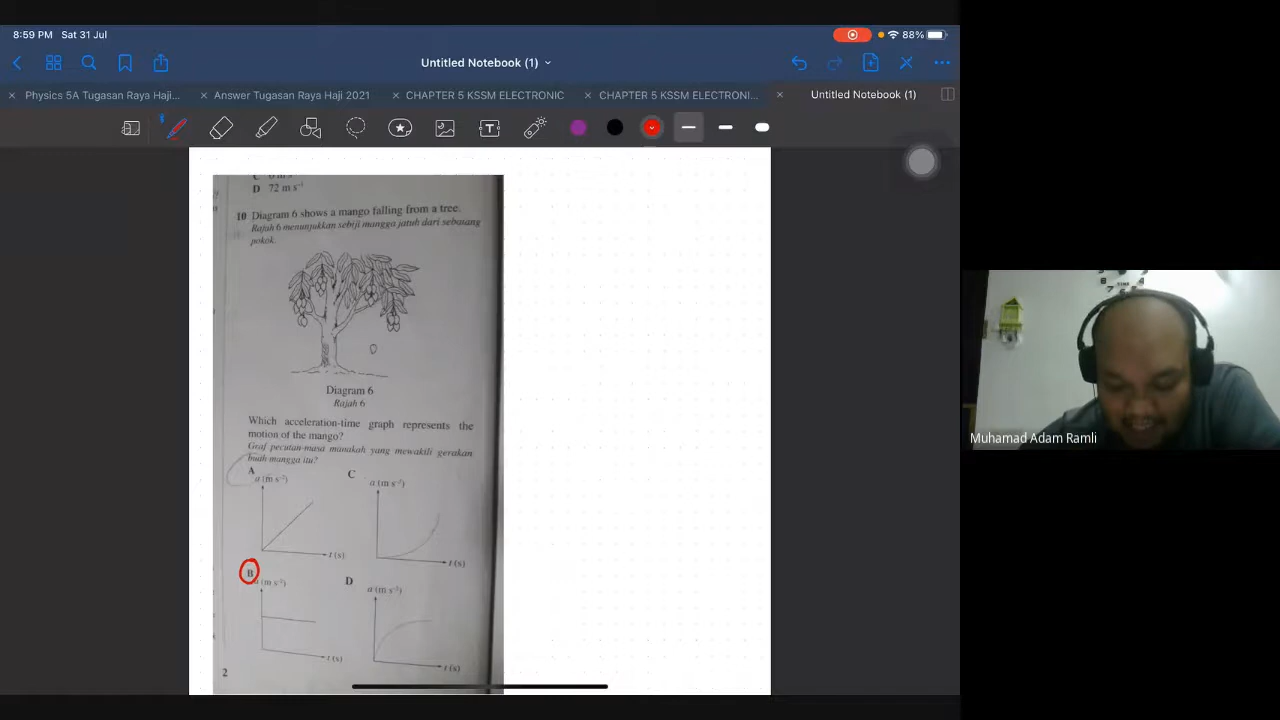 8:59 PM Sat 31 Jul
88%
Untitled Notebook (1)
Physics 5A Tugasan Raya Haji...
Answer Tugasan Raya Haji 2021
CHAPTER 5 KSSM ELECTRONIC
CHAPTER 5 KSSM ELECTRONI...
Untitled Notebook (1)
D 72 m s⁻¹
10 Diagram 6 shows a mango falling from a tree.
Rajah 6 menunjukkan sebiji mangga jatuh dari sebatang
pokok.
Diagram 6
Rajah 6
Which acceleration-time graph represents the
motion of the mango?
Graf pecutan-masa manakah yang mewakili gerakan
buah mangga itu?
A
a (m s⁻²)
t (s)
C
a (m s⁻²)
t (s)
B
a (m s⁻²)
t (s)
D
a (m s⁻²)
t (s)
2
Muhamad Adam Ramli